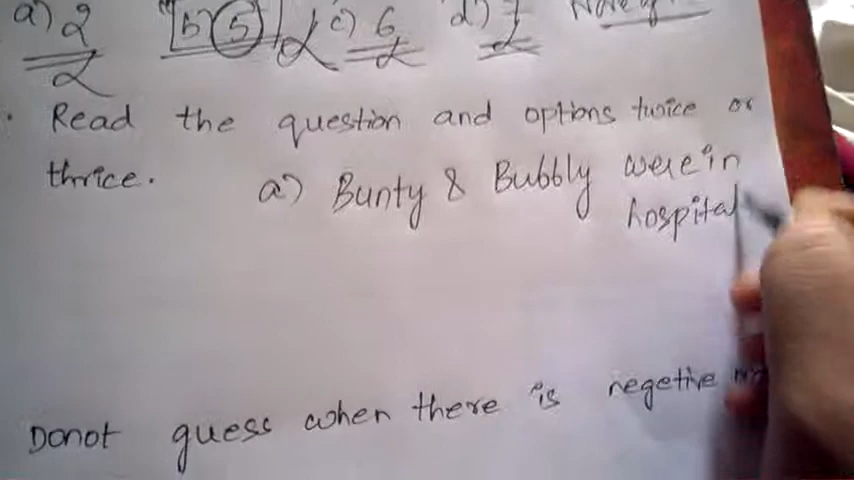 a) 2 b) 5 c) 6 d) 7
Read the question and options twice or
thrice. a) Bunty & Bubbly were in
hospital
Donot guess when there is negetive